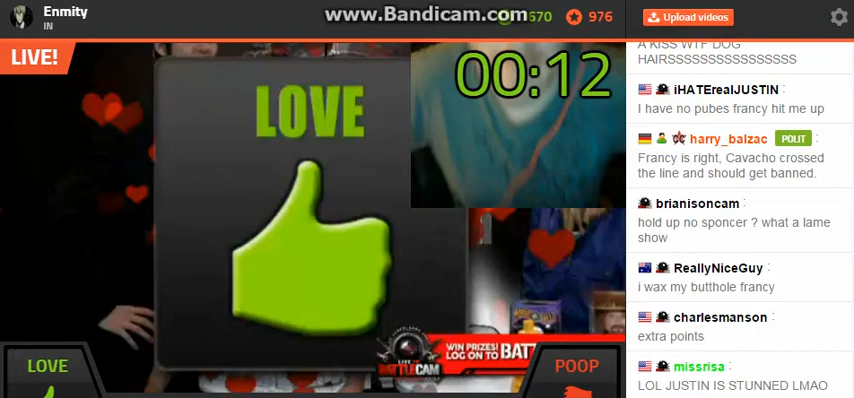 Enmity
IN
www.Bandicam.com
670
976
Upload videos
LIVE!
LOVE
00:12
A KISS WTF DOG
HAIRSSSSSSSSSSSSSSSS
iHATErealJUSTIN :
I have no pubes francy hit me up
harry_balzac POLIT :
Francy is right, Cavacho crossed
the line and should get banned.
brianisoncam :
hold up no sponcer ? what a lame
show
ReallyNiceGuy :
i wax my butthole francy
charlesmanson :
extra points
missrisa :
LOL JUSTIN IS STUNNED LMAO
BATTLECAM
WIN PRIZES!
LOG ON TO BATT
LOVE
POOP